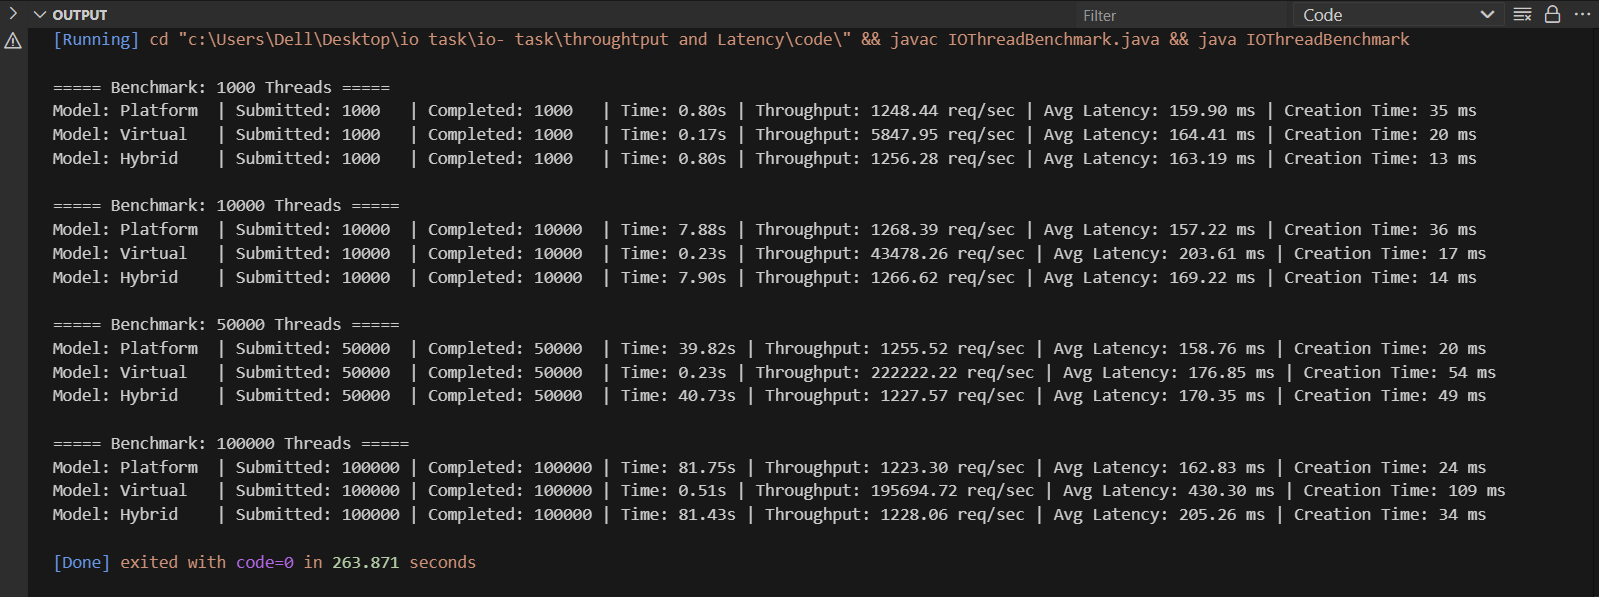 OUTPUT Filter Code
[Running] cd "c:\Users\Dell\Desktop\io task\io- task\throughtput and Latency\code\" && javac IOThreadBenchmark.java && java IOThreadBenchmark
===== Benchmark: 1000 Threads =====
Model: Platform | Submitted: 1000 | Completed: 1000 | Time: 0.80s | Throughput: 1248.44 req/sec | Avg Latency: 159.90 ms | Creation Time: 35 ms
Model: Virtual | Submitted: 1000 | Completed: 1000 | Time: 0.17s | Throughput: 5847.95 req/sec | Avg Latency: 164.41 ms | Creation Time: 20 ms
Model: Hybrid | Submitted: 1000 | Completed: 1000 | Time: 0.80s | Throughput: 1256.28 req/sec | Avg Latency: 163.19 ms | Creation Time: 13 ms
===== Benchmark: 10000 Threads =====
Model: Platform | Submitted: 10000 | Completed: 10000 | Time: 7.88s | Throughput: 1268.39 req/sec | Avg Latency: 157.22 ms | Creation Time: 36 ms
Model: Virtual | Submitted: 10000 | Completed: 10000 | Time: 0.23s | Throughput: 43478.26 req/sec | Avg Latency: 203.61 ms | Creation Time: 17 ms
Model: Hybrid | Submitted: 10000 | Completed: 10000 | Time: 7.90s | Throughput: 1266.62 req/sec | Avg Latency: 169.22 ms | Creation Time: 14 ms
===== Benchmark: 50000 Threads =====
Model: Platform | Submitted: 50000 | Completed: 50000 | Time: 39.82s | Throughput: 1255.52 req/sec | Avg Latency: 158.76 ms | Creation Time: 20 ms
Model: Virtual | Submitted: 50000 | Completed: 50000 | Time: 0.23s | Throughput: 222222.22 req/sec | Avg Latency: 176.85 ms | Creation Time: 54 ms
Model: Hybrid | Submitted: 50000 | Completed: 50000 | Time: 40.73s | Throughput: 1227.57 req/sec | Avg Latency: 170.35 ms | Creation Time: 49 ms
===== Benchmark: 100000 Threads =====
Model: Platform | Submitted: 100000 | Completed: 100000 | Time: 81.75s | Throughput: 1223.30 req/sec | Avg Latency: 162.83 ms | Creation Time: 24 ms
Model: Virtual | Submitted: 100000 | Completed: 100000 | Time: 0.51s | Throughput: 195694.72 req/sec | Avg Latency: 430.30 ms | Creation Time: 109 ms
Model: Hybrid | Submitted: 100000 | Completed: 100000 | Time: 81.43s | Throughput: 1228.06 req/sec | Avg Latency: 205.26 ms | Creation Time: 34 ms
[Done] exited with code=0 in 263.871 seconds